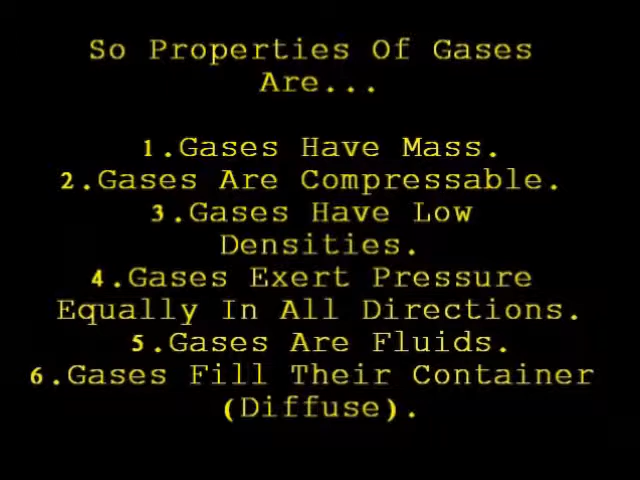 So Properties Of Gases
Are...
1.Gases Have Mass.
2.Gases Are Compressable.
3.Gases Have Low
Densities.
4.Gases Exert Pressure
Equally In All Directions.
5.Gases Are Fluids.
6.Gases Fill Their Container
(Diffuse).